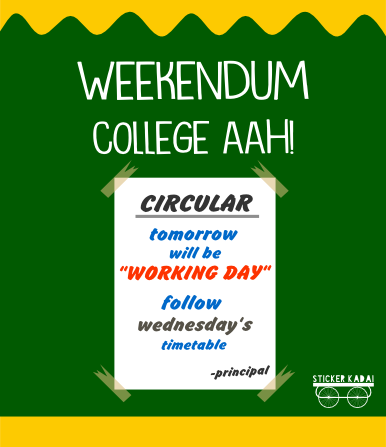 WEEKENDUM
COLLEGE AAH!
CIRCULAR
tomorrow
will be
"WORKING DAY"
follow
wednesday's
timetable
-principal
STICKER KADAI